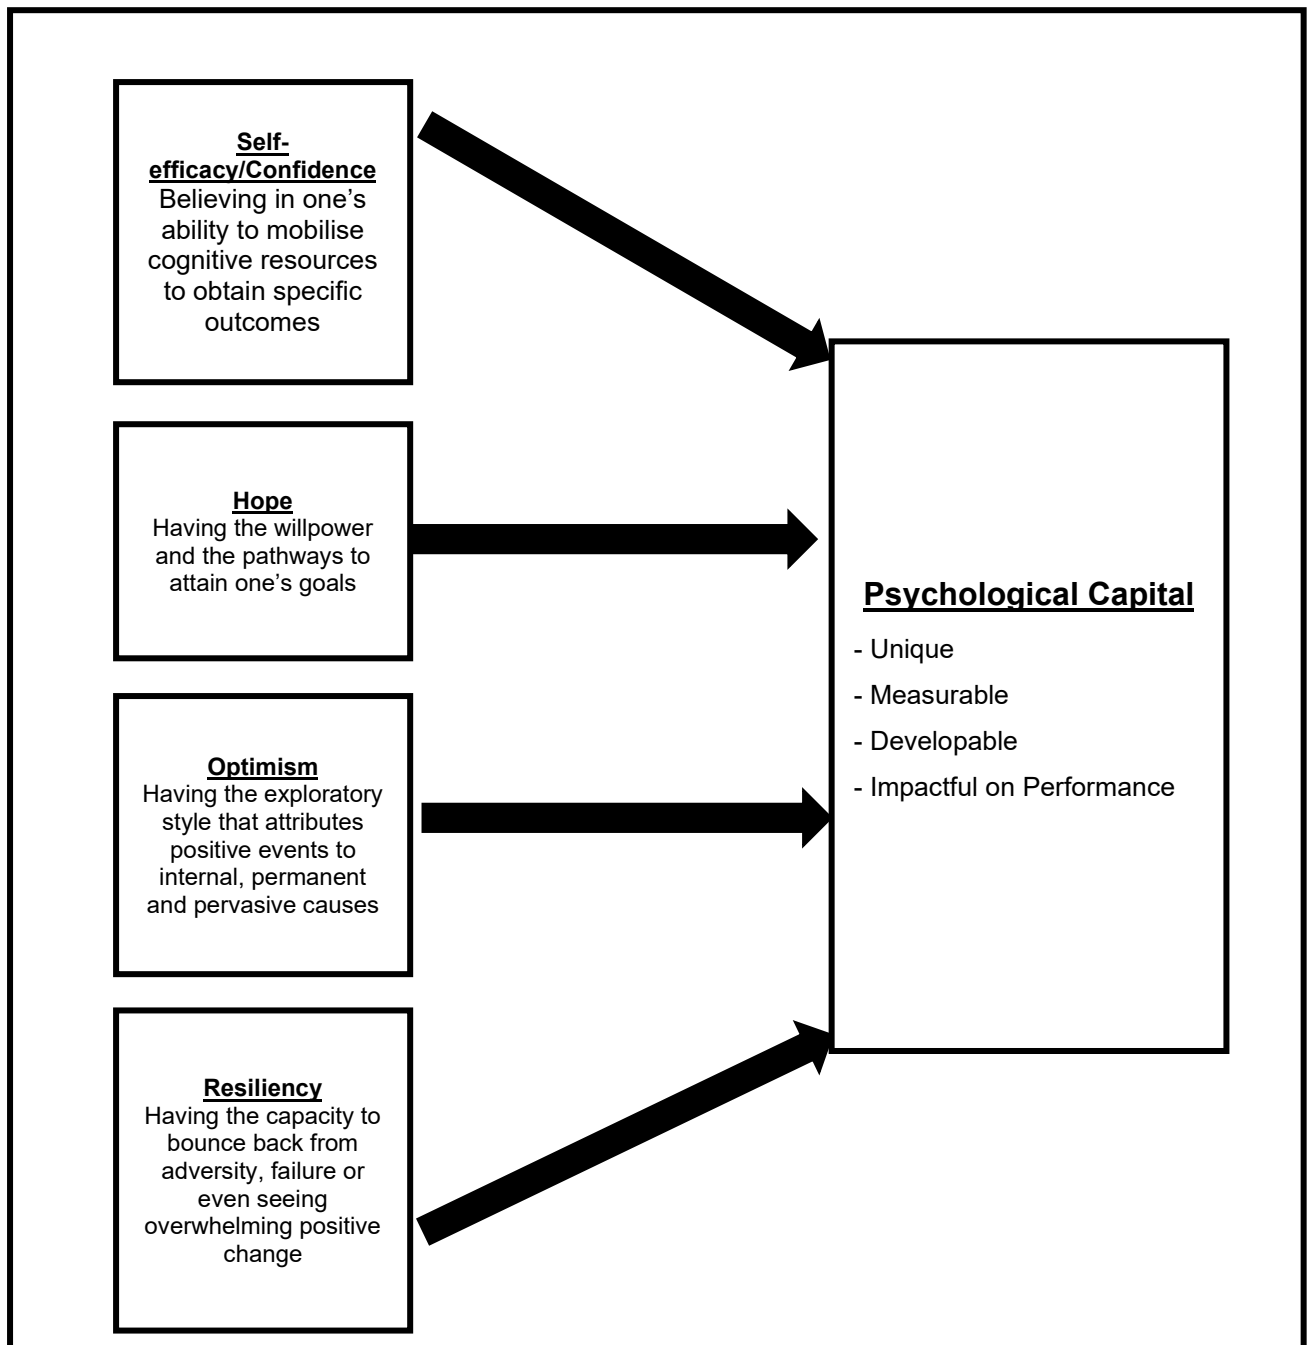 Self-
efficacy/Confidence
Believing in one’s
ability to mobilise
cognitive resources
to obtain specific
outcomes
Hope
Having the willpower
and the pathways to
attain one’s goals
Optimism
Having the exploratory
style that attributes
positive events to
internal, permanent
and pervasive causes
Resiliency
Having the capacity to
bounce back from
adversity, failure or
even seeing
overwhelming positive
change
Psychological Capital
- Unique
- Measurable
- Developable
- Impactful on Performance